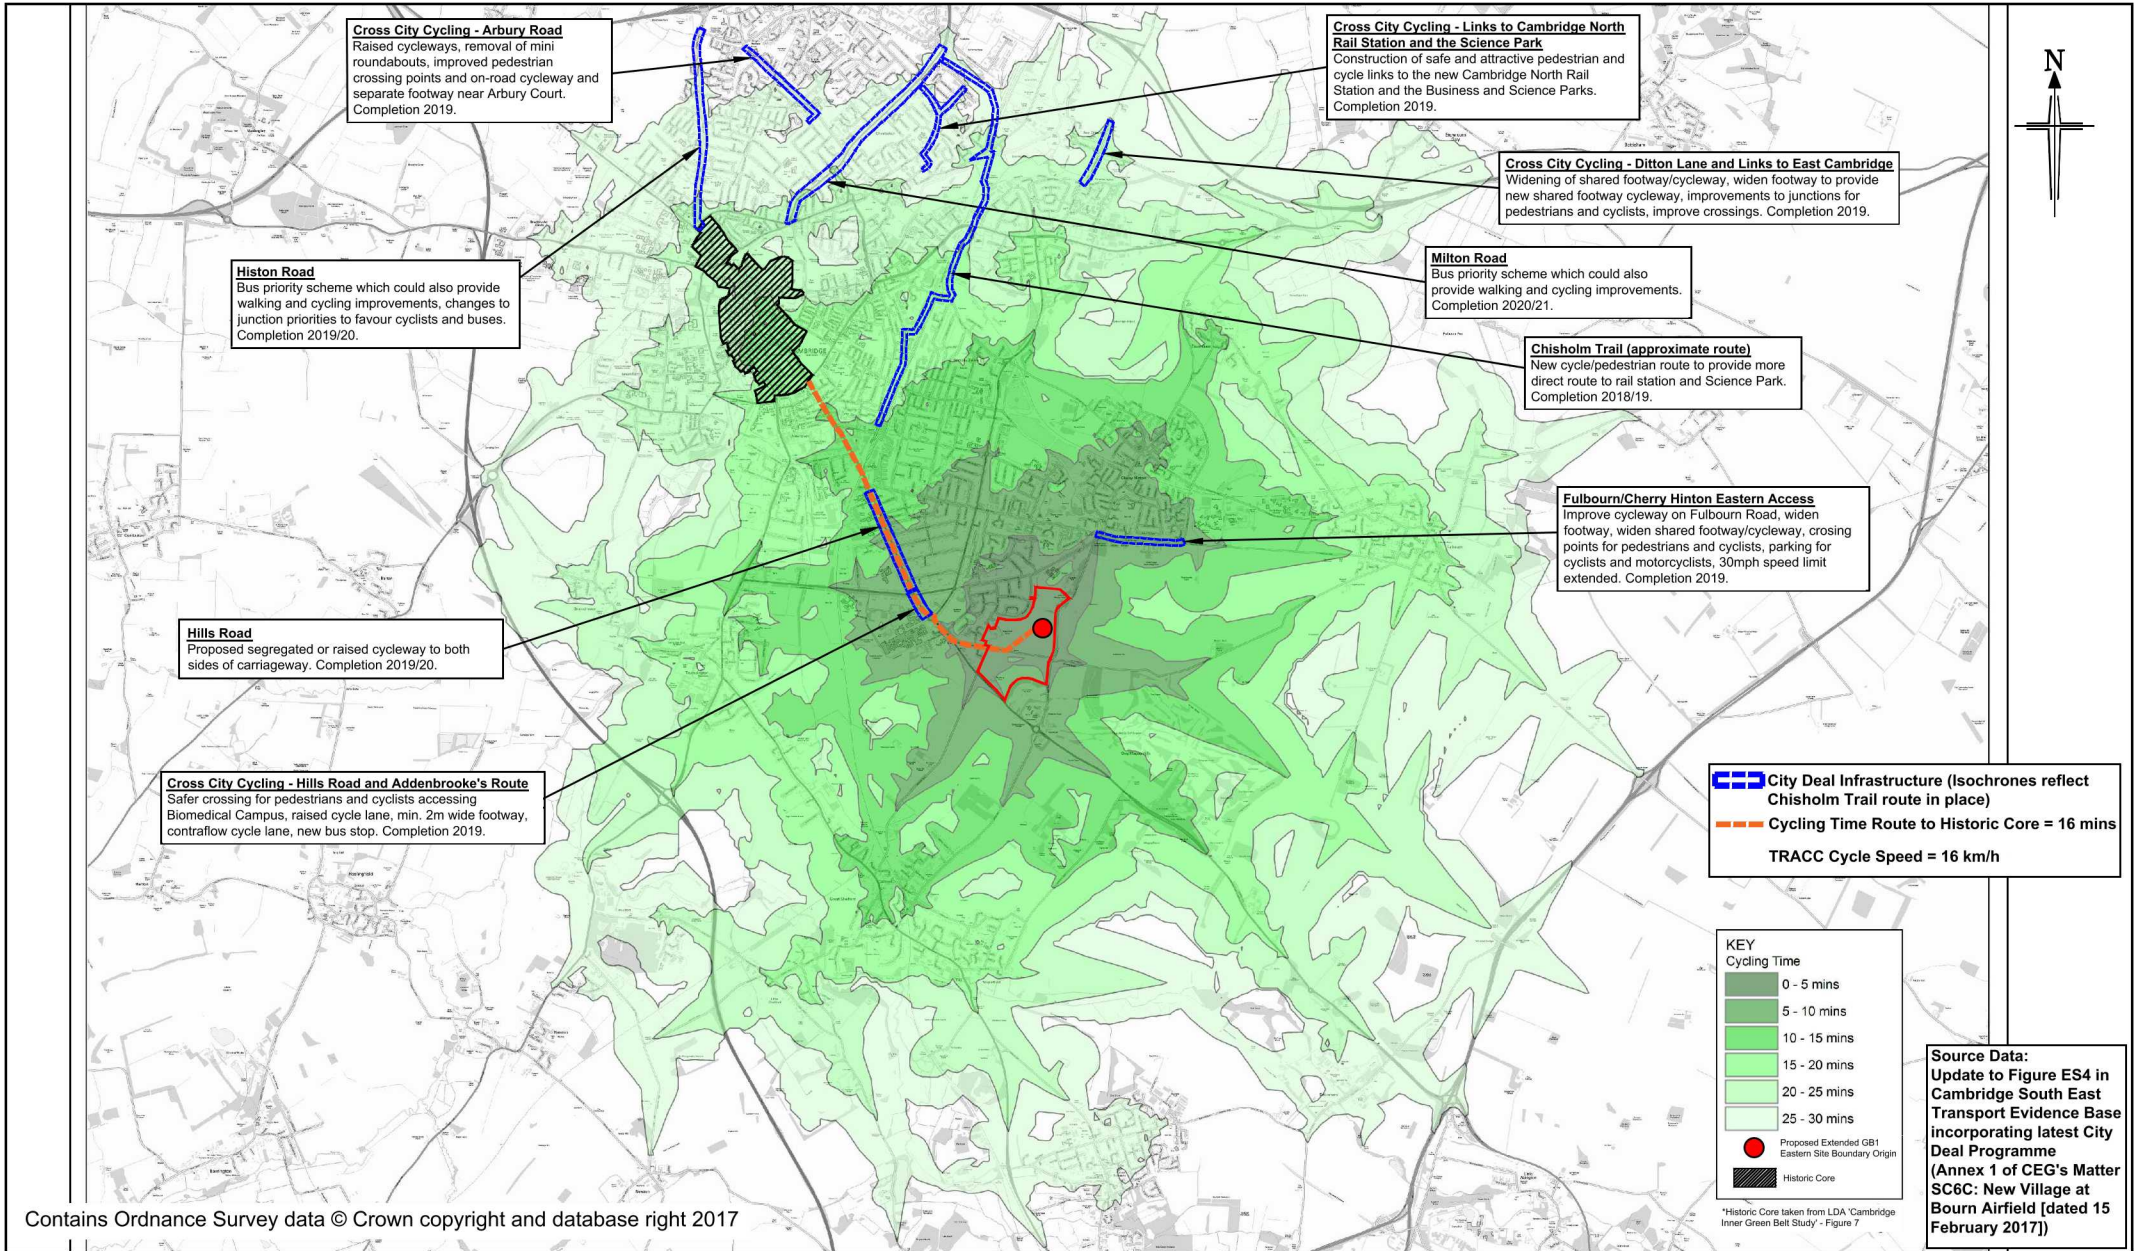 Cross City Cycling - Arbury Road
Raised cycleways, removal of mini
roundabouts, improved pedestrian
crossing points and on-road cycleway and
separate footway near Arbury Court.
Completion 2019.
Cross City Cycling - Links to Cambridge North
Rail Station and the Science Park
Construction of safe and attractive pedestrian and
cycle links to the new Cambridge North Rail
Station and the Business and Science Parks.
Completion 2019.
N
Cross City Cycling - Ditton Lane and Links to East Cambridge
Widening of shared footway/cycleway, widen footway to provide
new shared footway cycleway, improvements to junctions for
pedestrians and cyclists, improve crossings. Completion 2019.
Histon Road
Bus priority scheme which could also provide
walking and cycling improvements, changes to
junction priorities to favour cyclists and buses.
Completion 2019/20.
Milton Road
Bus priority scheme which could also
provide walking and cycling improvements.
Completion 2020/21.
Chisholm Trail (approximate route)
New cycle/pedestrian route to provide more
direct route to rail station and Science Park.
Completion 2018/19.
Fulbourn/Cherry Hinton Eastern Access
Improve cycleway on Fulbourn Road, widen
footway, widen shared footway/cycleway, crosing
points for pedestrians and cyclists, parking for
cyclists and motorcyclists, 30mph speed limit
extended. Completion 2019.
Hills Road
Proposed segregated or raised cycleway to both
sides of carriageway. Completion 2019/20.
Cross City Cycling - Hills Road and Addenbrooke's Route
Safer crossing for pedestrians and cyclists accessing
Biomedical Campus, raised cycle lane, min. 2m wide footway,
contraflow cycle lane, new bus stop. Completion 2019.
City Deal Infrastructure (Isochrones reflect
Chisholm Trail route in place)
Cycling Time Route to Historic Core = 16 mins
TRACC Cycle Speed = 16 km/h
KEY
Cycling Time
0 - 5 mins
5 - 10 mins
10 - 15 mins
15 - 20 mins
20 - 25 mins
25 - 30 mins
Proposed Extended GB1
Eastern Site Boundary Origin
Historic Core
*Historic Core taken from LDA 'Cambridge
Inner Green Belt Study' - Figure 7
Source Data:
Update to Figure ES4 in
Cambridge South East
Transport Evidence Base
incorporating latest City
Deal Programme
(Annex 1 of CEG's Matter
SC6C: New Village at
Bourn Airfield [dated 15
February 2017])
Contains Ordnance Survey data © Crown copyright and database right 2017